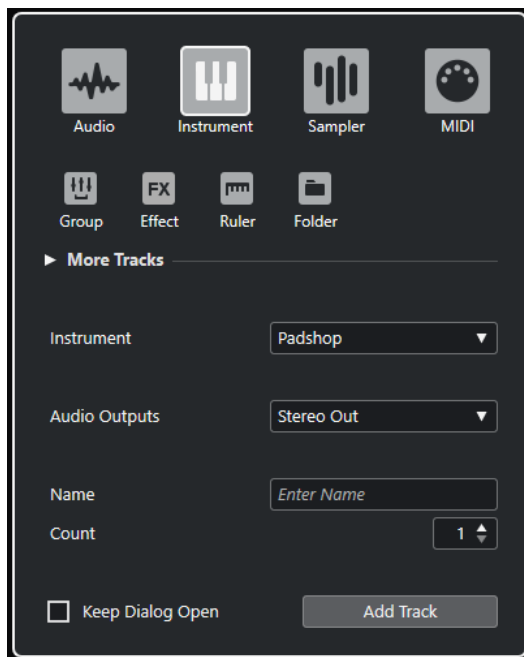 Audio Instrument Sampler MIDI
FX
Group Effect Ruler Folder
More Tracks
Instrument Padshop
Audio Outputs Stereo Out
Name Enter Name
Count 1
Keep Dialog Open Add Track